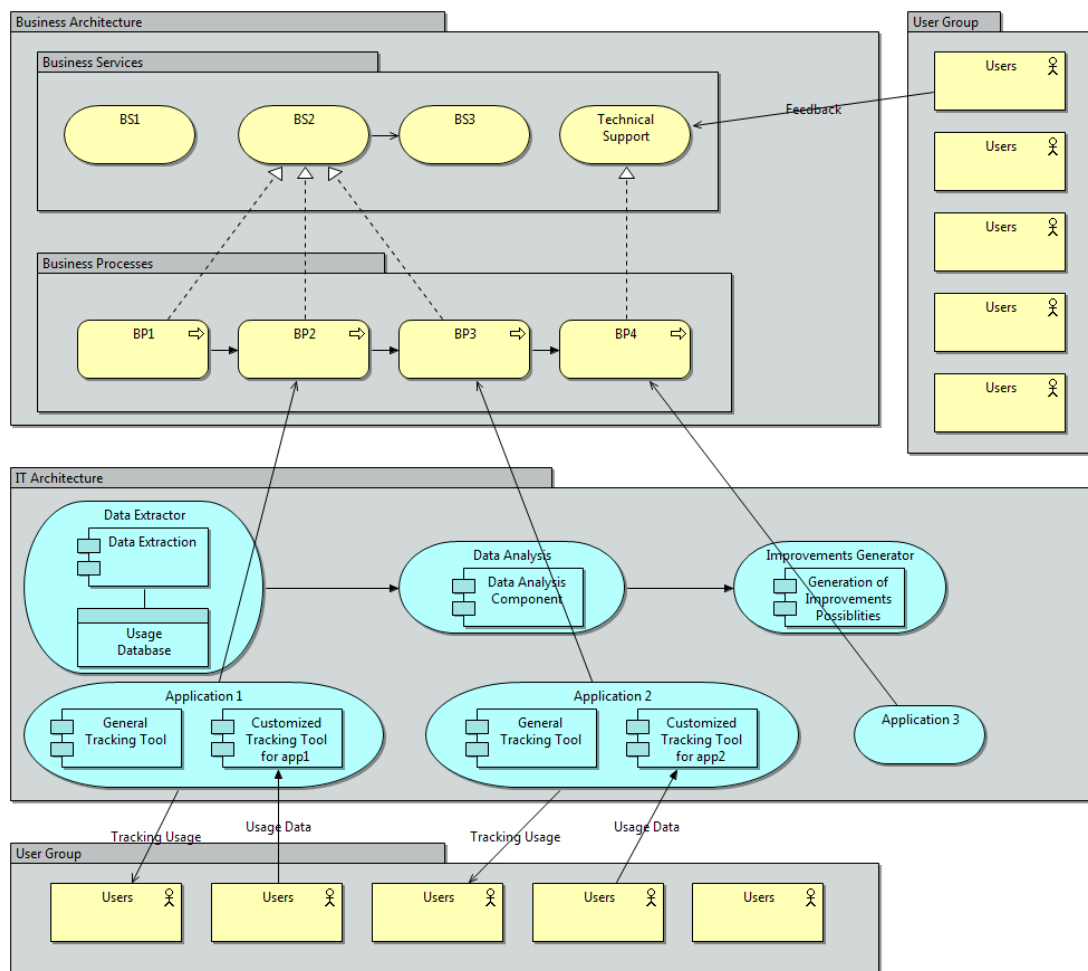 Business Architecture
User Group
Business Services
Users
BS1
BS2
BS3
Technical
Support
Feedback
Users
Users
Business Processes
Users
BP1
BP2
BP3
BP4
Users
IT Architecture
Data Extractor
Data Extraction
Usage
Database
Data Analysis
Data Analysis
Component
Improvements Generator
Generation of
Improvements
Possiblities
Application 1
General
Tracking Tool
Customized
Tracking Tool
for app1
Application 2
General
Tracking Tool
Customized
Tracking Tool
for app2
Application 3
Tracking Usage
Usage Data
Tracking Usage
Usage Data
User Group
Users
Users
Users
Users
Users